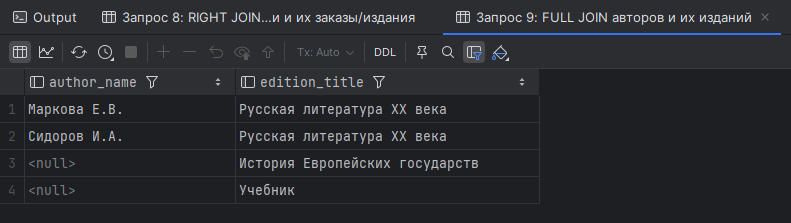 Output
Запрос 8: RIGHT JOIN...и и их заказы/издания
Запрос 9: FULL JOIN авторов и их изданий
Tx: Auto
DDL
author_name
edition_title
1 Маркова Е.В. Русская литература XX века
2 Сидоров И.А. Русская литература XX века
3 <null> История Европейских государств
4 <null> Учебник